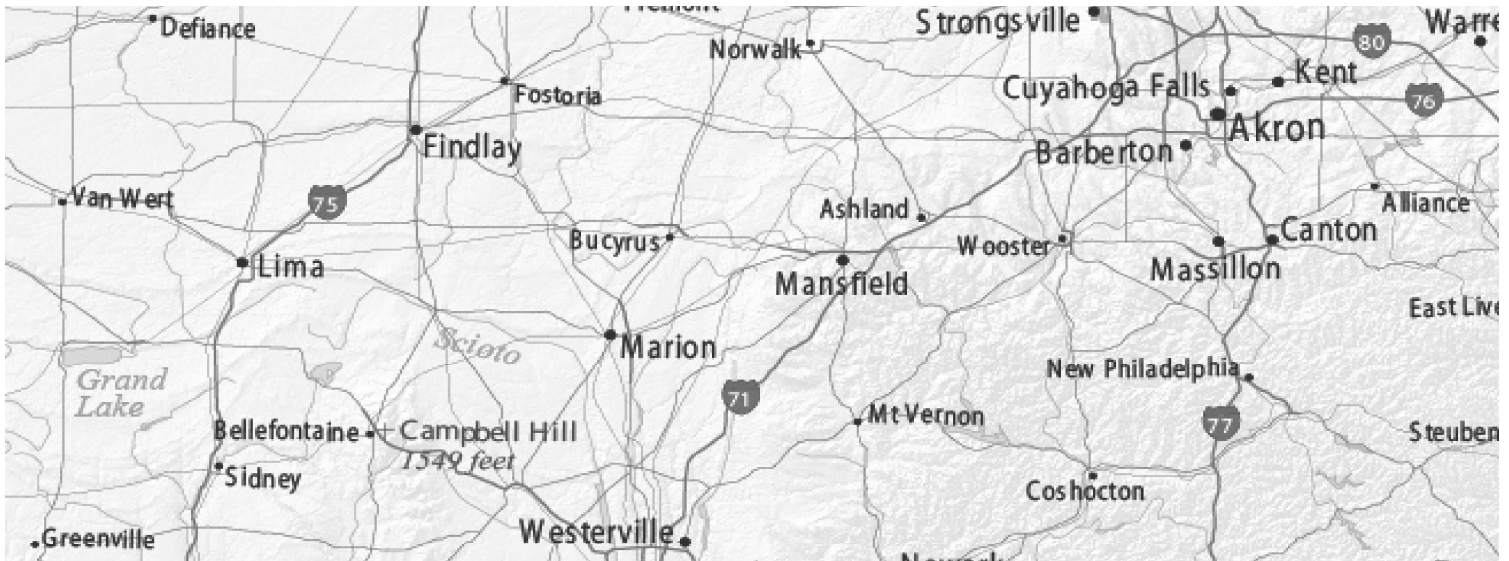 Defiance
Fremont
Strongsville
Warre
Norwalk
80
Kent
Cuyahoga Falls
76
Fostoria
Akron
Findlay
Barberton
Van Wert
75
Ashland
Alliance
Bucyrus
Wooster
Canton
Lima
Mansfield
Massillon
East Live
Scioto
Marion
Grand
Lake
New Philadelphia
71
Mt Vernon
77
Bellefontaine
Campbell Hill
1549 feet
Steuben
Sidney
Coshocton
Greenville
Westerville
Newark